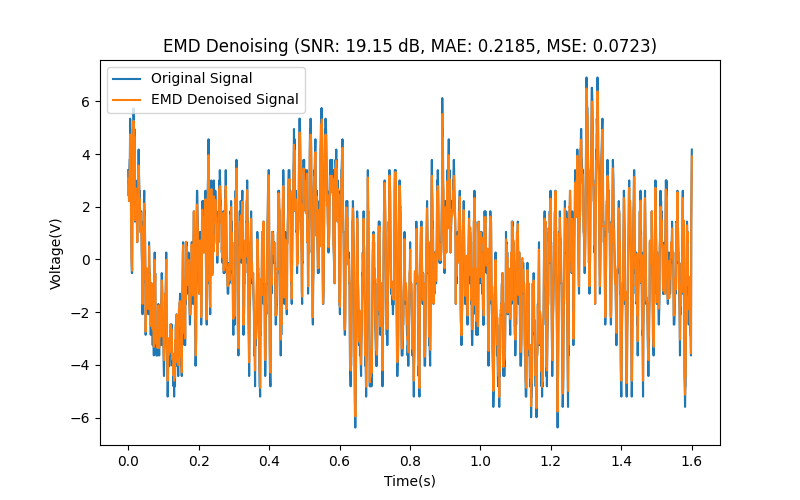 EMD Denoising (SNR: 19.15 dB, MAE: 0.2185, MSE: 0.0723)
Original Signal
EMD Denoised Signal
6
4
2
0
−2
−4
−6
Voltage(V)
0.0 0.2 0.4 0.6 0.8 1.0 1.2 1.4 1.6
Time(s)